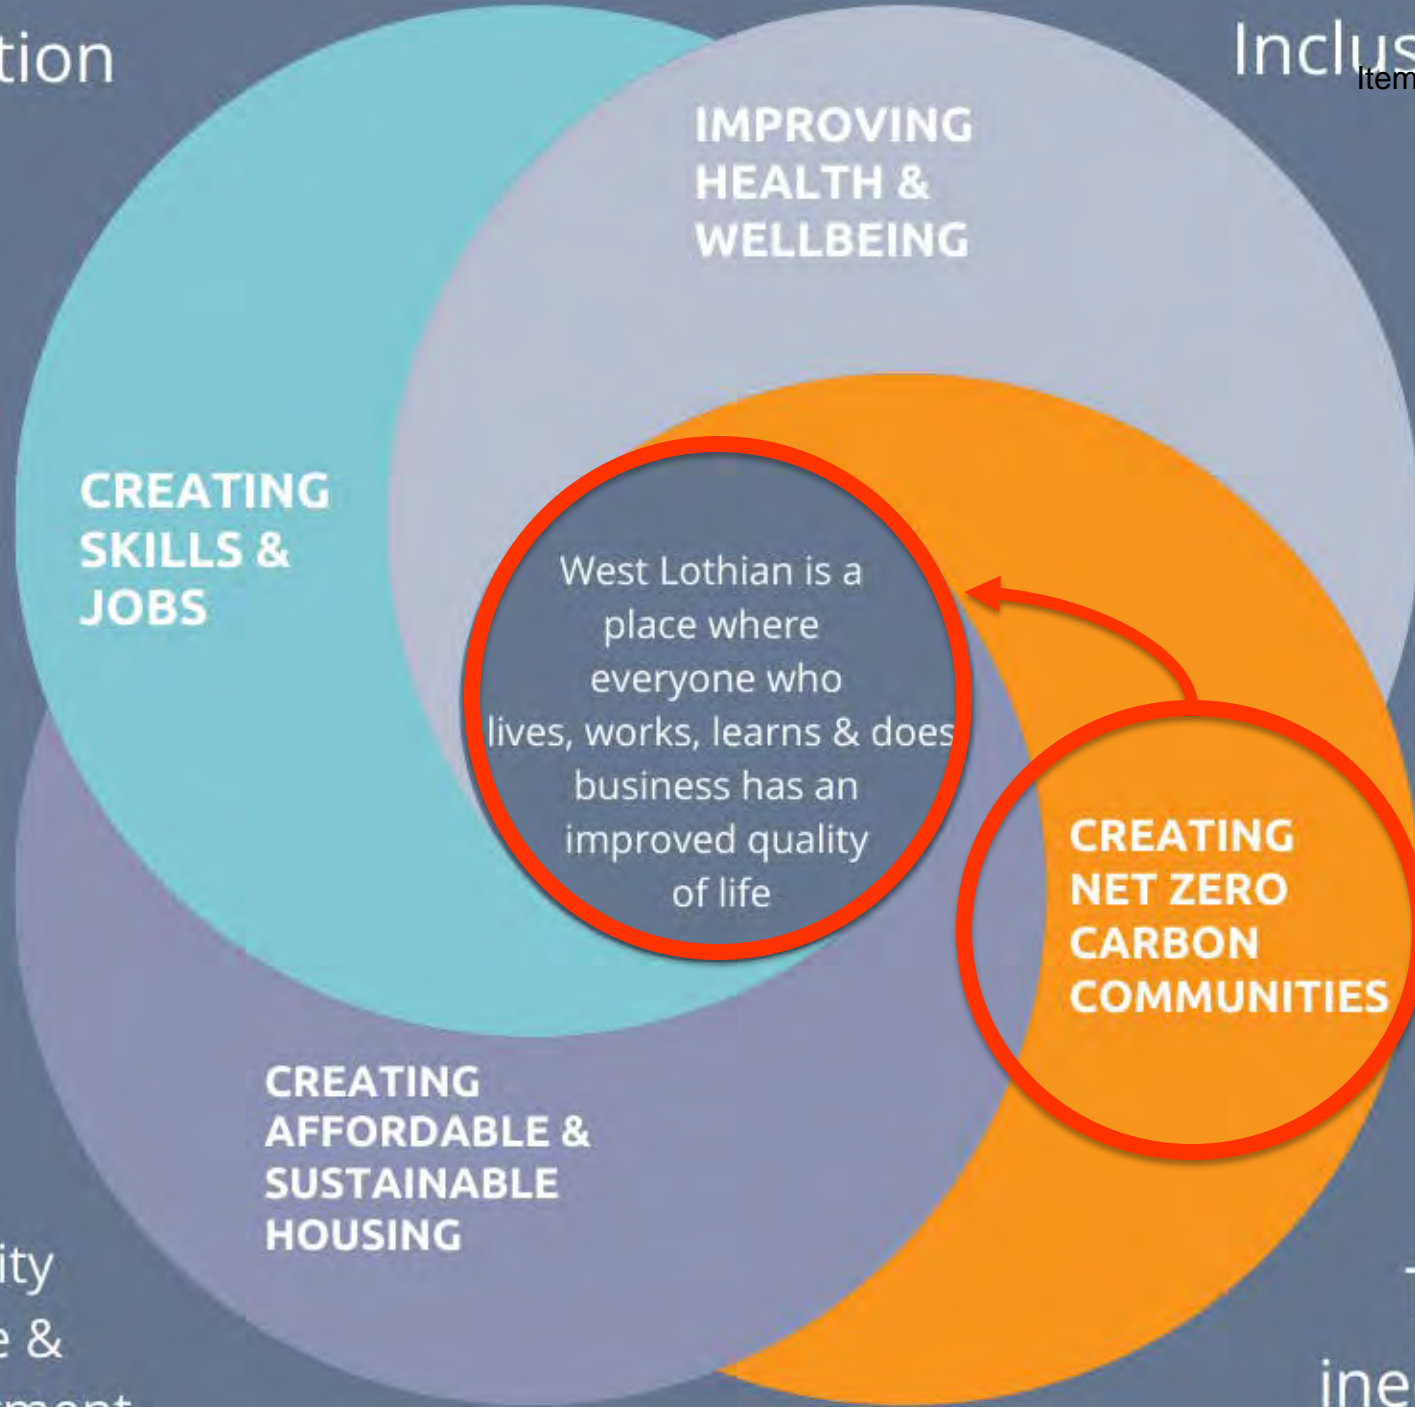 tion
Inclus
Item
IMPROVING
HEALTH &
WELLBEING
CREATING
SKILLS &
JOBS
West Lothian is a
place where
everyone who
lives, works, learns & does
business has an
improved quality
of life
CREATING
NET ZERO
CARBON
COMMUNITIES
CREATING
AFFORDABLE &
SUSTAINABLE
HOUSING
ity
e &
ine